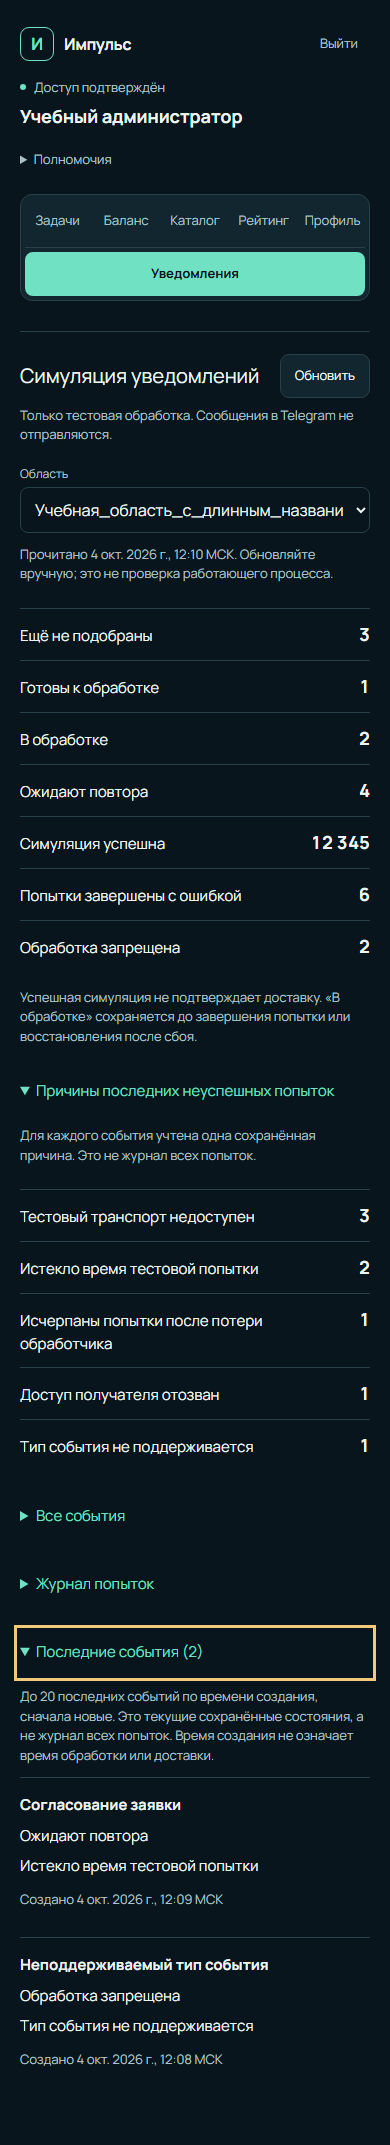 И Импульс Выйти
Доступ подтверждён
Учебный администратор
Полномочия
Задачи Баланс Каталог Рейтинг Профиль
Уведомления
Симуляция уведомлений Обновить
Только тестовая обработка. Сообщения в Telegram не
отправляются.
Область
Учебная_область_с_длинным_названи
Прочитано 4 окт. 2026 г., 12:10 МСК. Обновляйте
вручную; это не проверка работающего процесса.
Ещё не подобраны 3
Готовы к обработке 1
В обработке 2
Ожидают повтора 4
Симуляция успешна 12 345
Попытки завершены с ошибкой 6
Обработка запрещена 2
Успешная симуляция не подтверждает доставку. «В
обработке» сохраняется до завершения попытки или
восстановления после сбоя.
Причины последних неуспешных попыток
Для каждого события учтена одна сохранённая
причина. Это не журнал всех попыток.
Тестовый транспорт недоступен 3
Истекло время тестовой попытки 2
Исчерпаны попытки после потери 1
обработчика
Доступ получателя отозван 1
Тип события не поддерживается 1
Все события
Журнал попыток
Последние события (2)
До 20 последних событий по времени создания,
сначала новые. Это текущие сохранённые состояния, а
не журнал всех попыток. Время создания не означает
время обработки или доставки.
Согласование заявки
Ожидают повтора
Истекло время тестовой попытки
Создано 4 окт. 2026 г., 12:09 МСК
Неподдерживаемый тип события
Обработка запрещена
Тип события не поддерживается
Создано 4 окт. 2026 г., 12:08 МСК